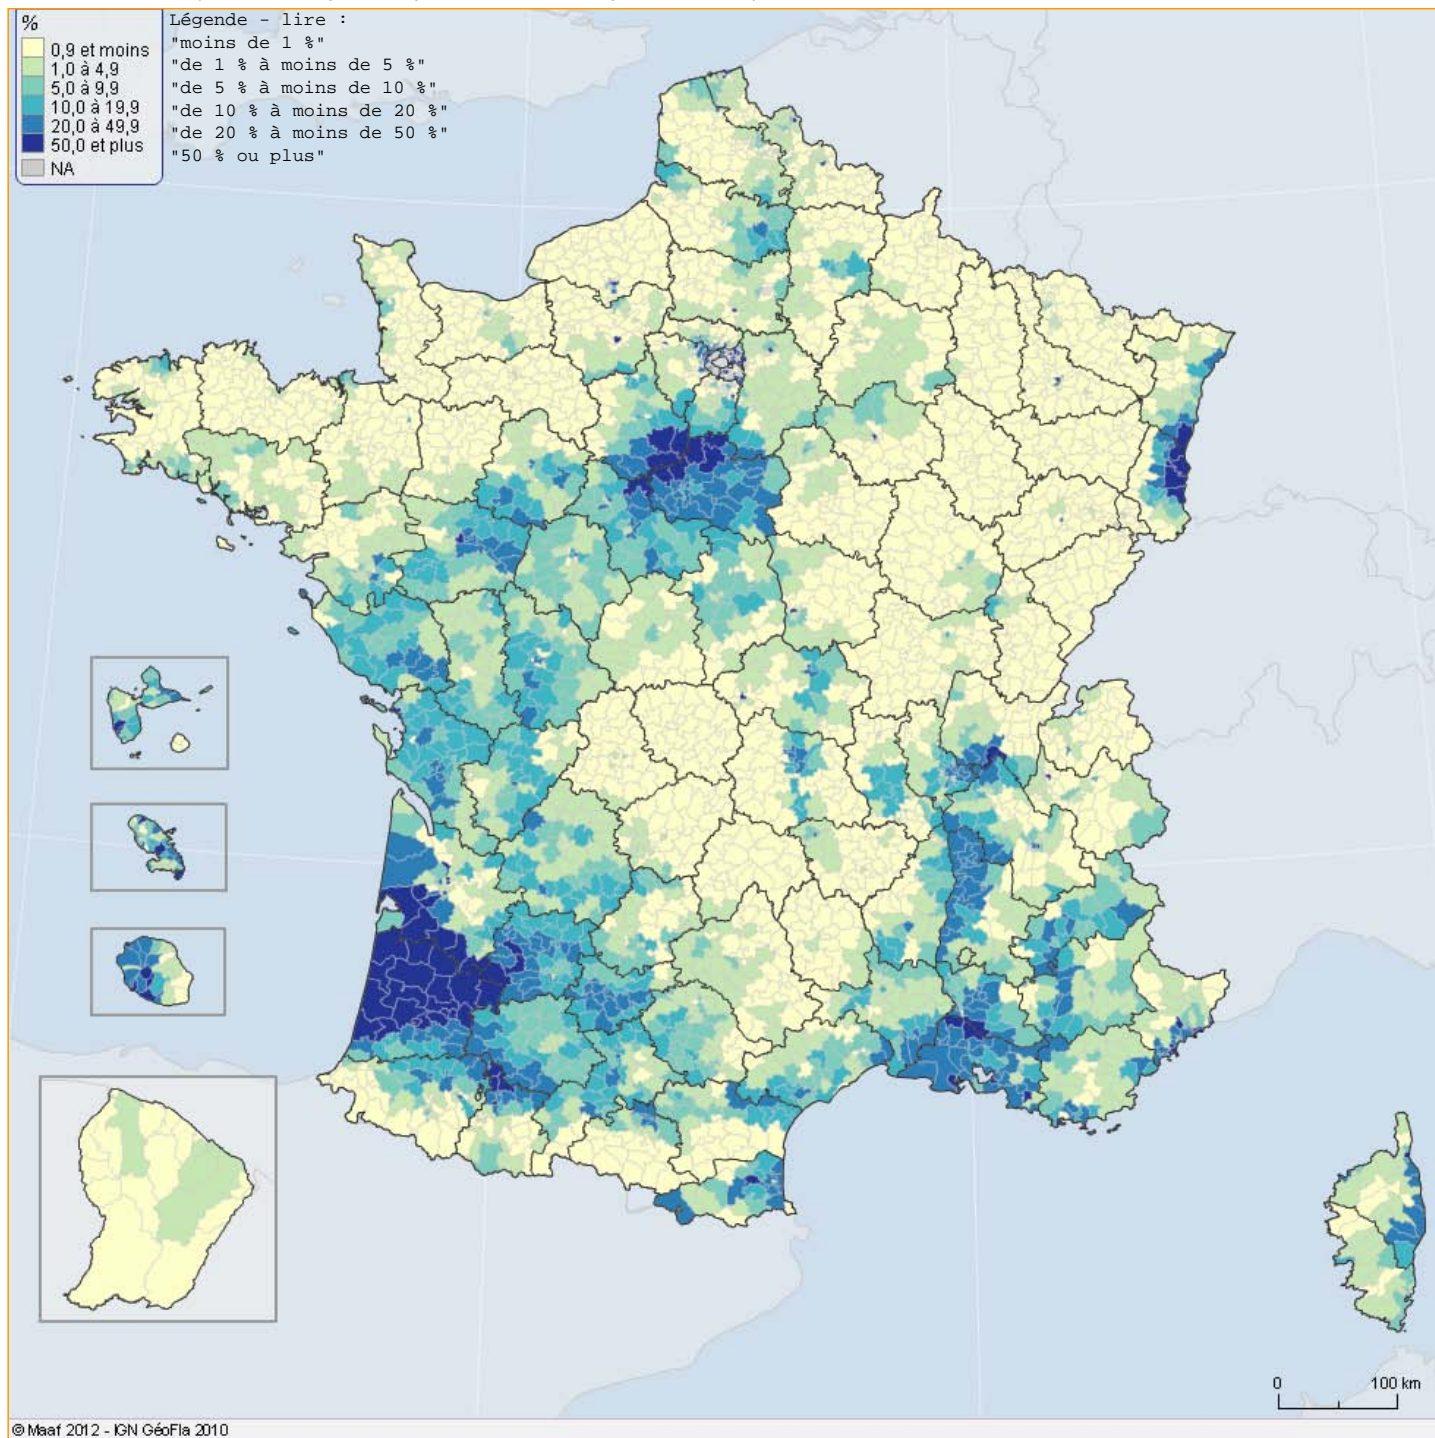 %
0,9 et moins
1,0 à 4,9
5,0 à 9,9
10,0 à 19,9
20,0 à 49,9
50,0 et plus
NA
Légende - lire :
"moins de 1 %"
"de 1 % à moins de 5 %"
"de 5 % à moins de 10 %"
"de 10 % à moins de 20 %"
"de 20 % à moins de 50 %"
"50 % ou plus"
0 100 km
© Maaf 2012 - IGN GéoFla 2010